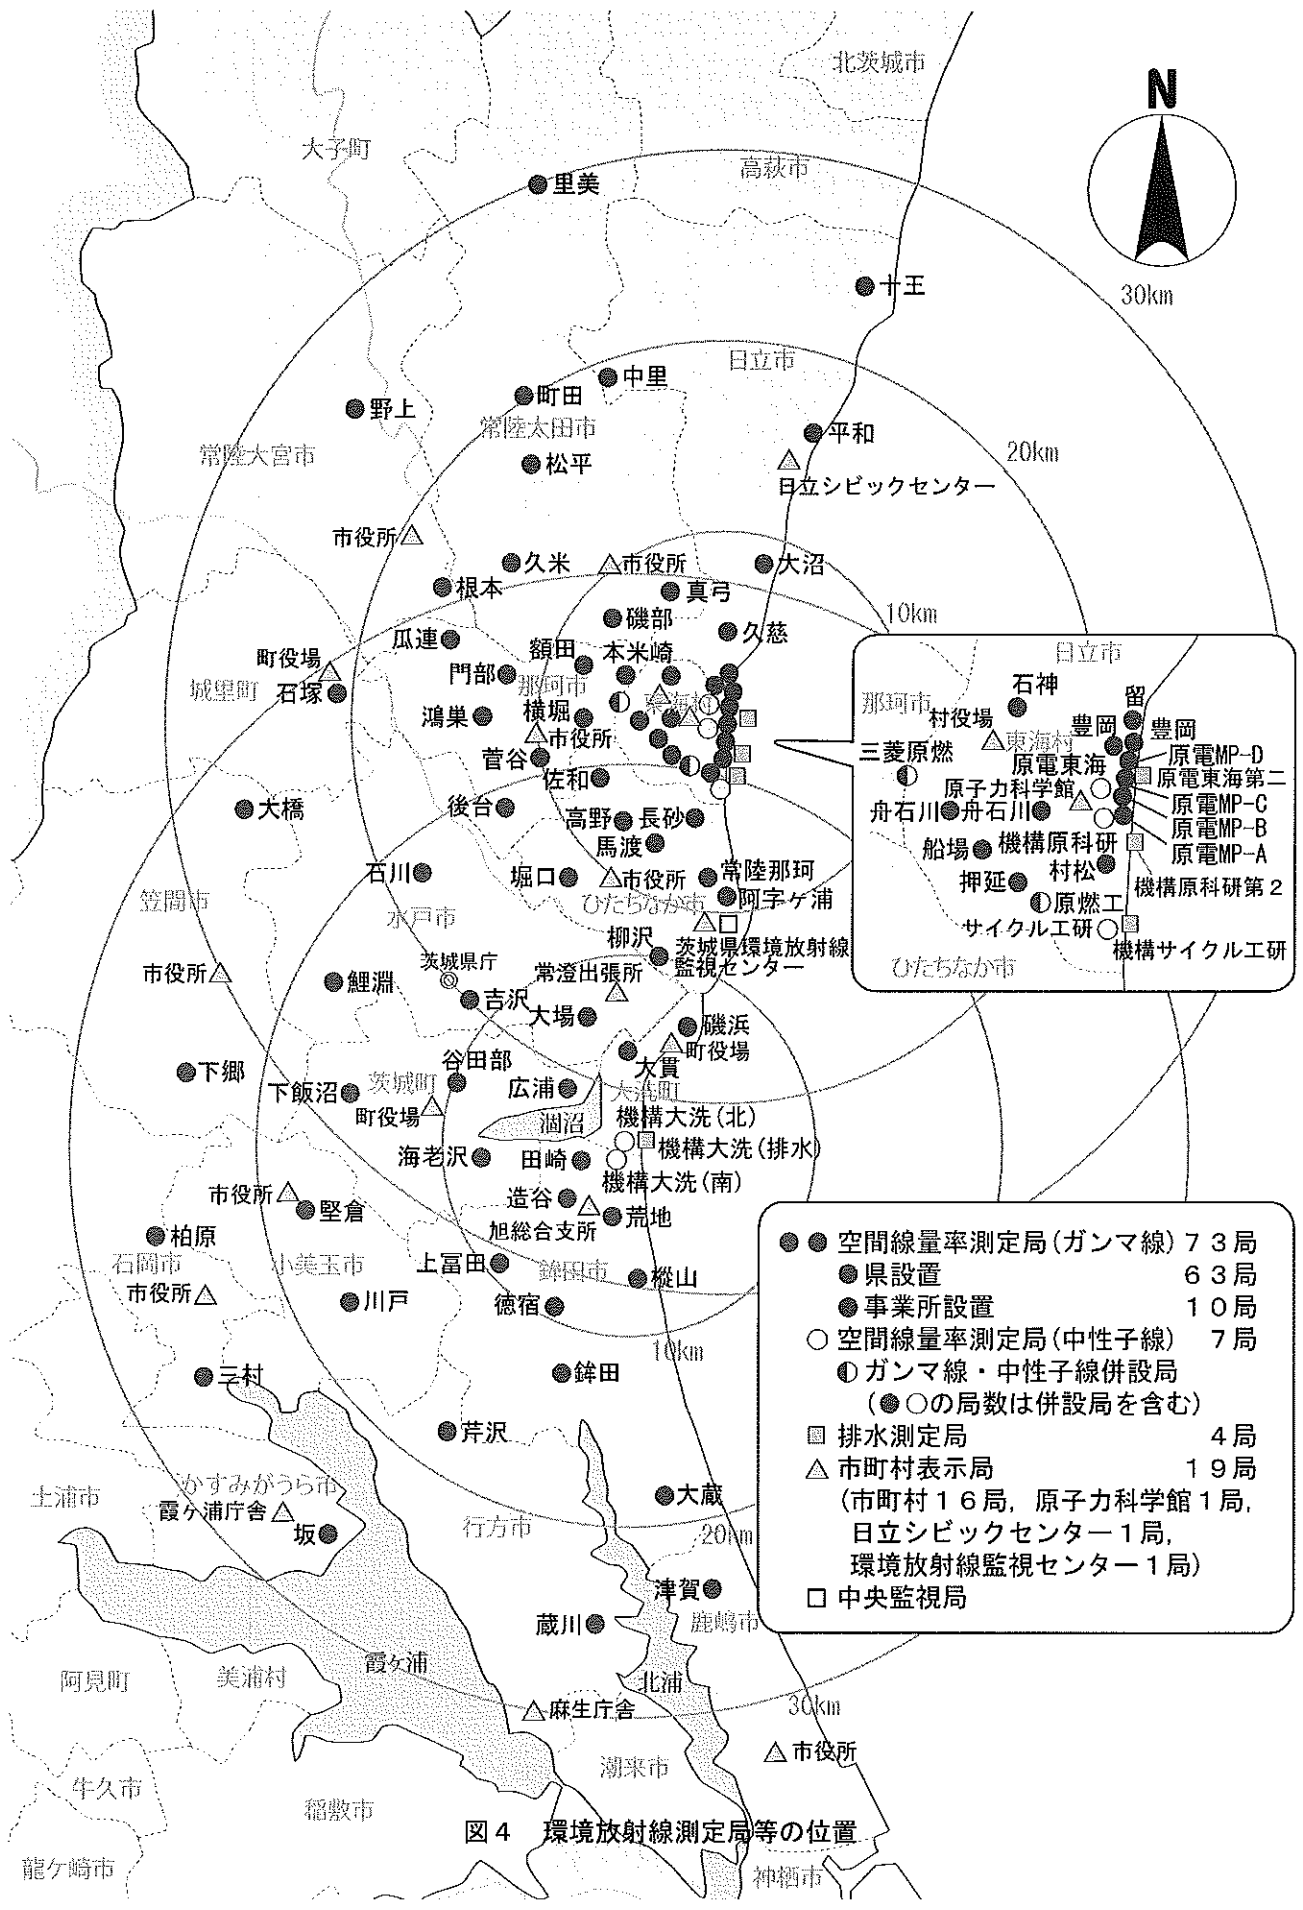 北茨城市
N
大子町
高萩市
里美
十王
30km
日立市
中里
町田
野上
常陸太田市
平和
常陸大宮市
20km
松平
日立シビックセンター
市役所
久米
市役所
大沼
根本
真弓
10km
磯部
久慈
瓜連
額田
本米崎
町役場
門部
那珂市
城里町
石塚
東海村
鴻巣
横堀
市役所
菅谷
佐和
大橋
後台
高野
長砂
馬渡
石川
堀口
市役所
常陸那珂
笠間市
ひたちなか市
阿字ケ浦
水戸市
柳沢
茨城県環境放射線
監視センター
茨城県庁
市役所
鯉淵
常澄出張所
吉沢
大場
磯浜
町役場
谷田部
大貫
下郷
茨城町
下飯沼
広浦
大洗町
町役場
涸沼
機構大洗(北)
機構大洗(排水)
海老沢
田崎
機構大洗(南)
市役所
造谷
堅倉
旭総合支所
荒地
柏原
石岡市
小美玉市
上冨田
鉾田市
樅山
市役所
川戸
徳宿
10km
三村
鉾田
芹沢
かすみがうら市
土浦市
霞ケ浦庁舎
大蔵
坂
行方市
20km
津賀
蔵川
鹿嶋市
霞ケ浦
北浦
阿見町
美浦村
麻生庁舎
30km
市役所
潮来市
牛久市
稲敷市
龍ケ崎市
神栖市
日立市
那珂市
石神
留
村役場
豊岡
豊岡
東海村
三菱原燃
原電東海
原電MP-D
原電東海第二
原子力科学館
原電MP-C
舟石川
舟石川
原電MP-B
船場
機構原科研
原電MP-A
村松
押延
機構原科研第2
原燃工
サイクル工研
機構サイクル工研
ひたちなか市
空間線量率測定局(ガンマ線) 73局
県設置 63局
事業所設置 10局
空間線量率測定局(中性子線) 7局
ガンマ線・中性子線併設局
(●○の局数は併設局を含む)
排水測定局 4局
市町村表示局 19局
(市町村16局,原子力科学館1局,
日立シビックセンター1局,
環境放射線監視センター1局)
中央監視局
図4 環境放射線測定局等の位置